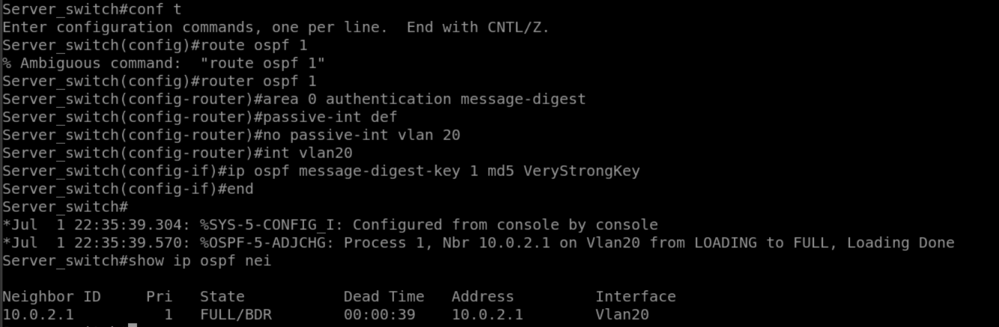 Server_switch#conf t
Enter configuration commands, one per line.  End with CNTL/Z.
Server_switch(config)#route ospf 1
% Ambiguous command:  "route ospf 1"
Server_switch(config)#router ospf 1
Server_switch(config-router)#area 0 authentication message-digest
Server_switch(config-router)#passive-int def
Server_switch(config-router)#no passive-int vlan 20
Server_switch(config-router)#int vlan20
Server_switch(config-if)#ip ospf message-digest-key 1 md5 VeryStrongKey
Server_switch(config-if)#end
Server_switch#
*Jul  1 22:35:39.304: %SYS-5-CONFIG_I: Configured from console by console
*Jul  1 22:35:39.570: %OSPF-5-ADJCHG: Process 1, Nbr 10.0.2.1 on Vlan20 from LOADING to FULL, Loading Done
Server_switch#show ip ospf nei
Neighbor ID     Pri   State           Dead Time   Address         Interface
10.0.2.1          1   FULL/BDR        00:00:39    10.0.2.1        Vlan20